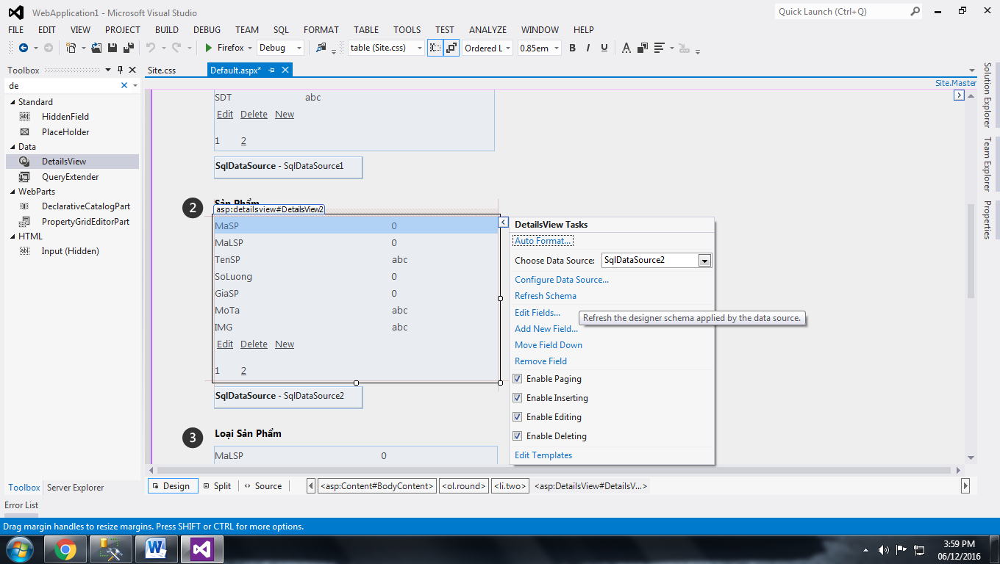 WebApplication1 - Microsoft Visual Studio
Quick Launch (Ctrl+Q)
FILE EDIT VIEW PROJECT BUILD DEBUG TEAM SQL FORMAT TABLE TOOLS TEST ANALYZE WINDOW HELP
Firefox Debug table (Site.css) Ordered L 0.85em B I U A
Toolbox
Site.css
Default.aspx*
de
Site.Master
Standard
HiddenField
PlaceHolder
Data
DetailsView
QueryExtender
WebParts
DeclarativeCatalogPart
PropertyGridEditorPart
HTML
Input (Hidden)
SDT abc
Edit Delete New
1 2
SqlDataSource - SqlDataSource1
2
Sản Phẩm
asp:detailsview#DetailsView2
MaSP 0
MaLSP 0
TenSP abc
SoLuong 0
GiaSP 0
MoTa abc
IMG abc
Edit Delete New
1 2
SqlDataSource - SqlDataSource2
3
Loại Sản Phẩm
MaLSP 0
DetailsView Tasks
Auto Format...
Choose Data Source: SqlDataSource2
Configure Data Source...
Refresh Schema
Edit Fields...
Refresh the designer schema applied by the data source.
Add New Field...
Move Field Down
Remove Field
Enable Paging
Enable Inserting
Enable Editing
Enable Deleting
Edit Templates
Solution Explorer
Team Explorer
Properties
Toolbox Server Explorer
Design Split Source <asp:Content#BodyContent> <ol.round> <li.two> <asp:DetailsView#DetailsV...>
Error List
Drag margin handles to resize margins. Press SHIFT or CTRL for more options.
3:59 PM
06/12/2016